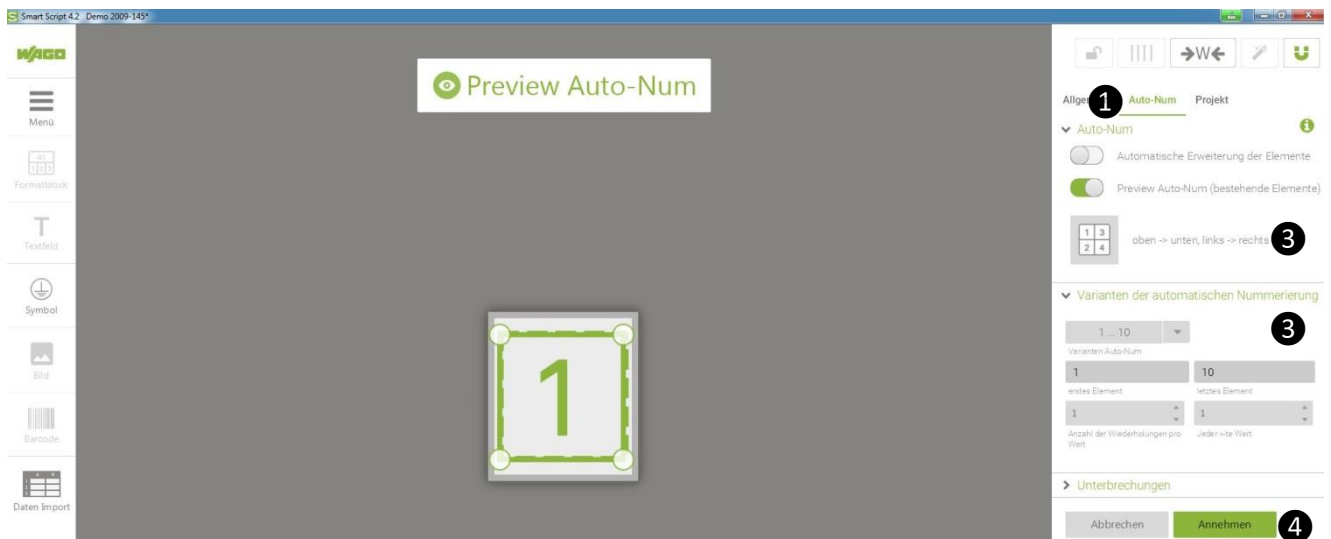 Smart Script 4.2 Demo 2009-145*
WAGO
Menü
Formatblock
Textfeld
Symbol
Bild
Barcode
Daten Import
Preview Auto-Num
1
W
1
Auto-Num
Projekt
Auto-Num
Automatische Erweiterung der Elemente
Preview Auto-Num (bestehende Elemente)
1 3
2 4
oben -> unten, links -> rechts
3
Varianten der automatischen Nummerierung
1 ... 10
3
Varianten Auto-Num
1
10
erstes Element
letztes Element
1
1
Anzahl der Wiederholungen pro Wert
Jeder x-te Wert
Unterbrechungen
Abbrechen
Annehmen
4